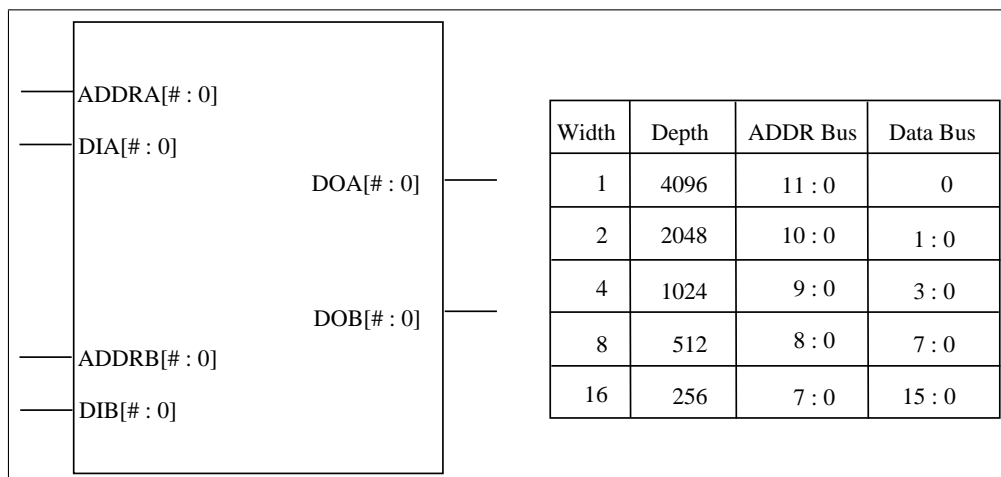 ADDRA[# : 0]
DIA[# : 0]
DOA[# : 0]
DOB[# : 0]
ADDRB[# : 0]
DIB[# : 0]
Width Depth ADDR Bus Data Bus
1 4096 11 : 0 0
2 2048 10 : 0 1 : 0
4 1024 9 : 0 3 : 0
8 512 8 : 0 7 : 0
16 256 7 : 0 15 : 0